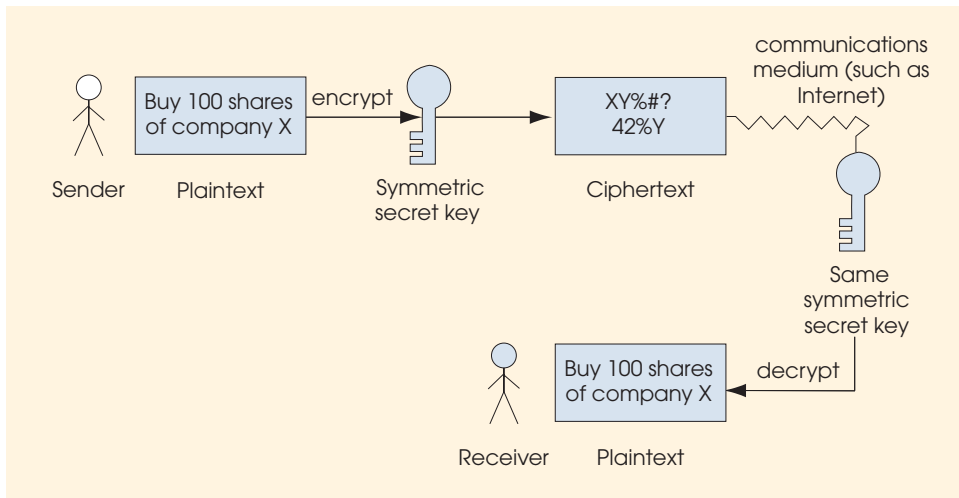 communications
medium (such as
Internet)
Buy 100 shares
of company X
encrypt
XY%#?
42%Y
Sender
Plaintext
Symmetric
secret key
Ciphertext
Same
symmetric
secret key
Buy 100 shares
of company X
decrypt
Receiver
Plaintext